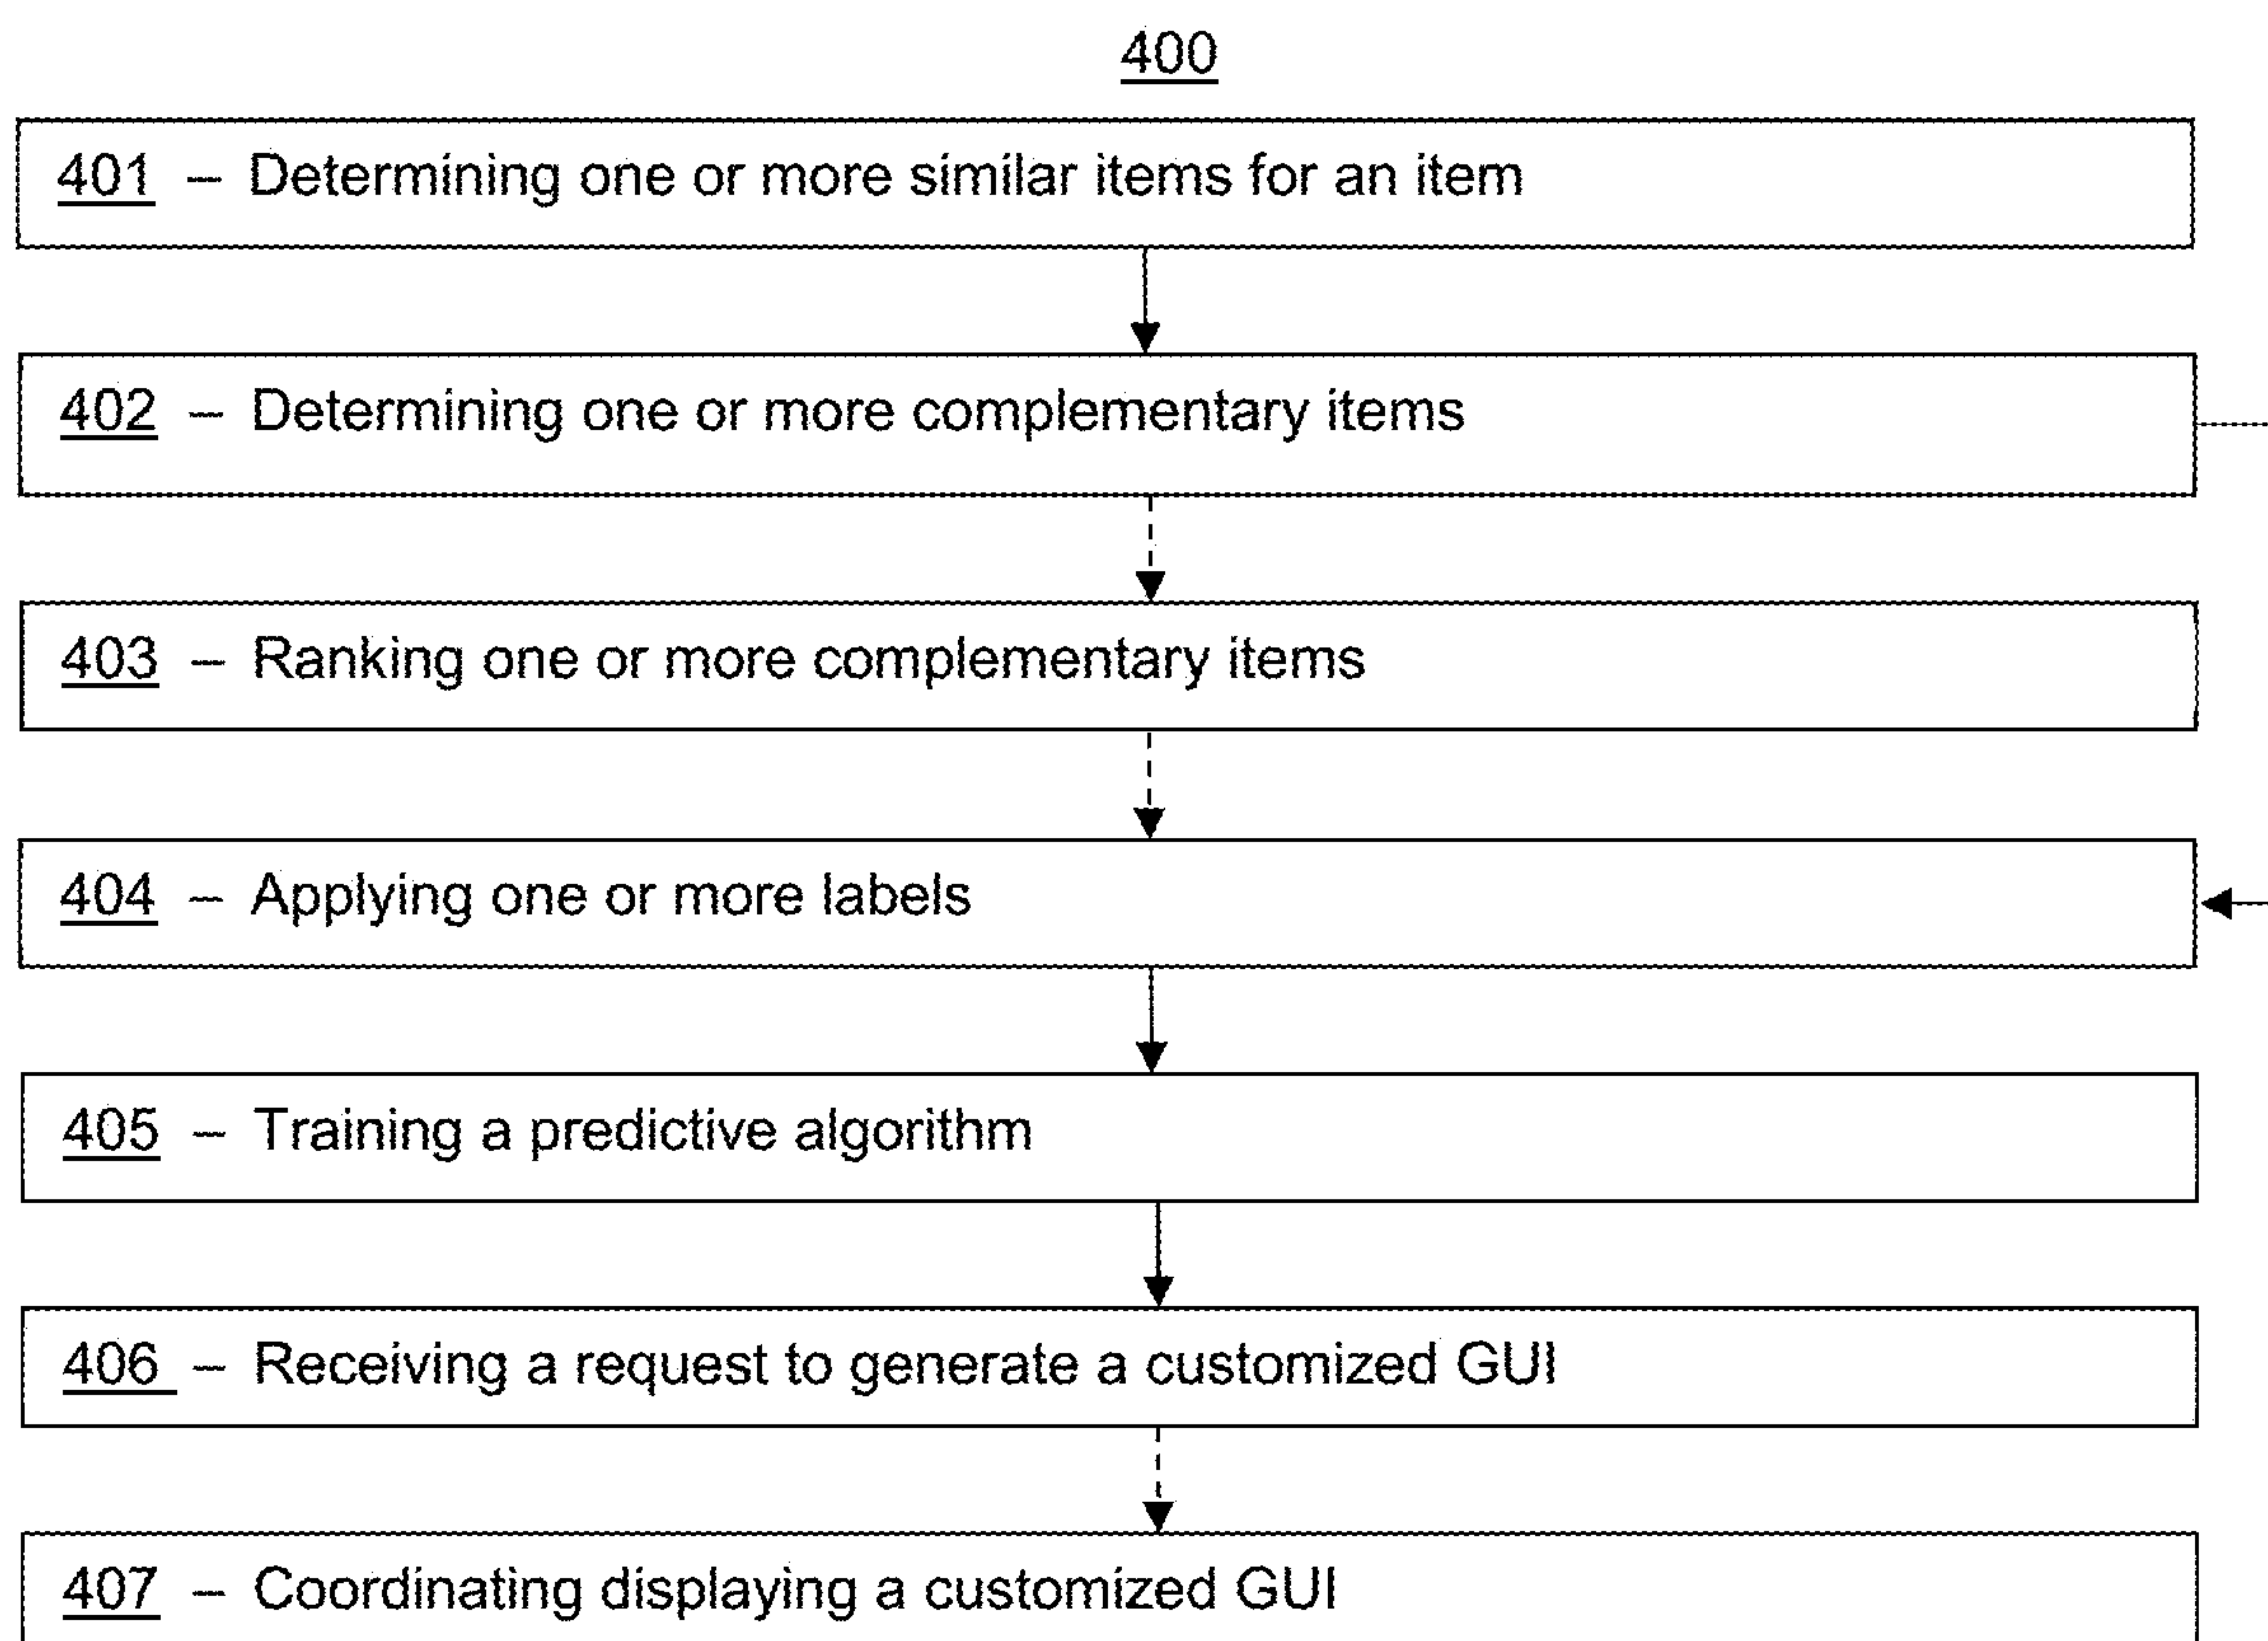 400
401 – Determining one or more similar items for an item
402 – Determining one or more complementary items
403 – Ranking one or more complementary items
404 – Applying one or more labels
405 – Training a predictive algorithm
406 – Receiving a request to generate a customized GUI
407 – Coordinating displaying a customized GUI